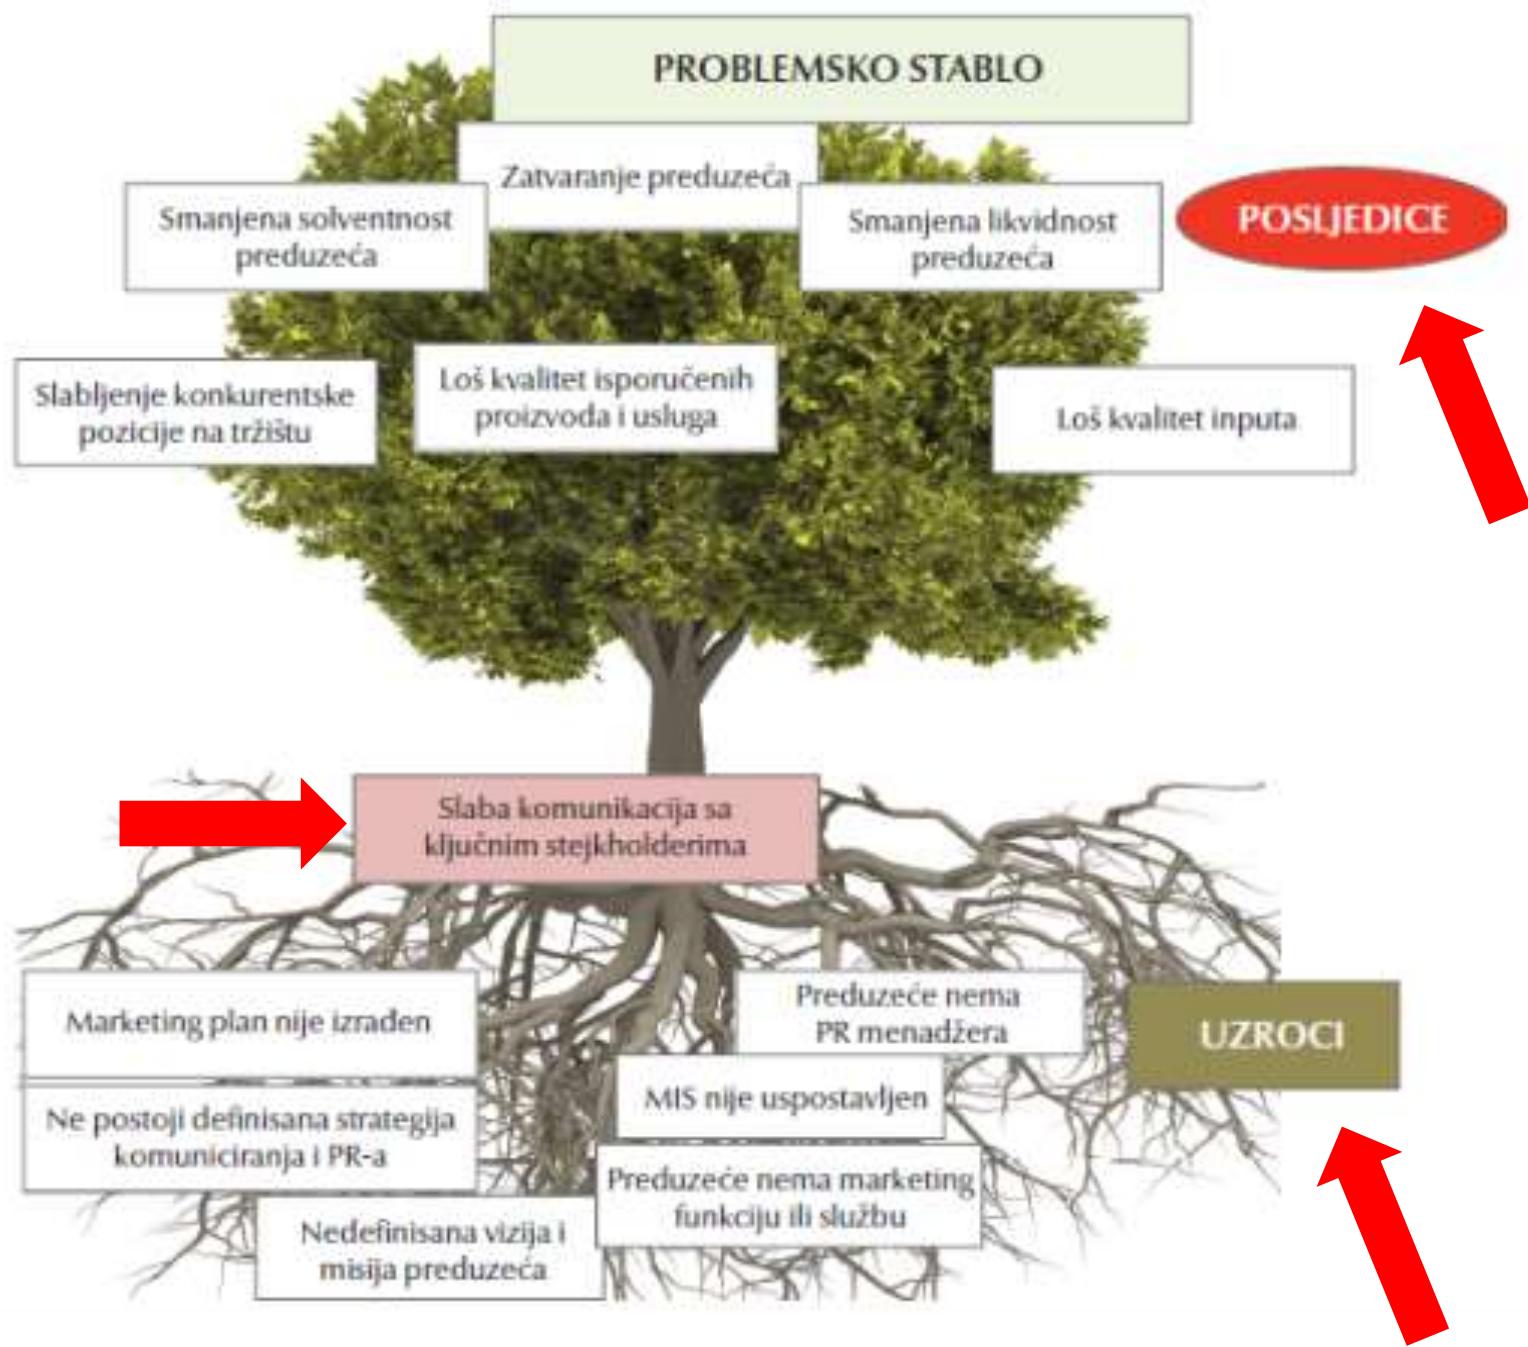 PROBLEMSKO STABLO
Zatvaranje preduzeća
Smanjena solventnost
preduzeća
Smanjena likvidnost
preduzeća
POSLJEDICE
Slabljenje konkurentske
pozicije na tržištu
Loš kvalitet isporučenih
proizvoda i usluga
Loš kvalitet inputa
Slaba komunikacija sa
ključnim stejkholderima
Marketing plan nije izrađen
Preduzeće nema
PR menadžera
UZROCI
Ne postoji definisana strategija
komuniciranja i PR-a
MIS nije uspostavljen
Preduzeće nema marketing
funkciju ili službu
Nedefinisana vizija i
misija preduzeća